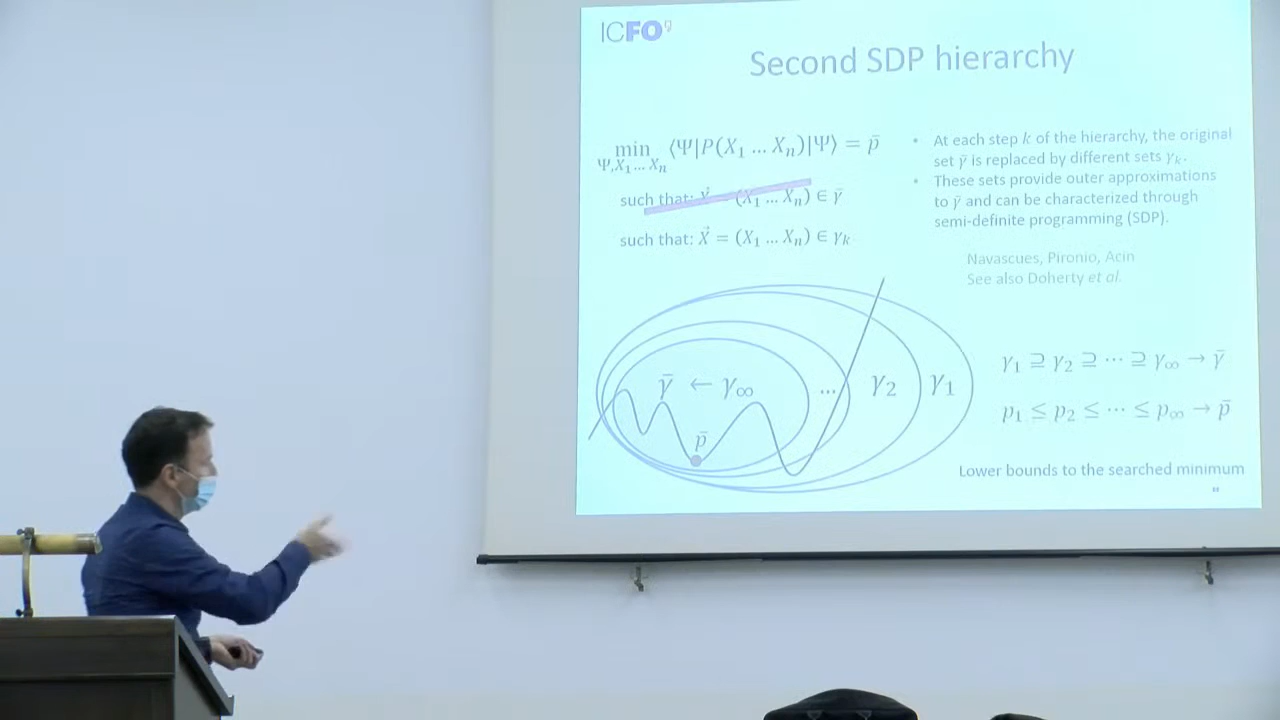 ICFO
Second SDP hierarchy
min ⟨Ψ|P(X₁ … Xₙ)|Ψ⟩ = p̄
Ψ,X₁ … Xₙ
such that: X⃗ = (X₁ … Xₙ) ∈ γ̄
such that: X⃗ = (X₁ … Xₙ) ∈ γₖ
• At each step k of the hierarchy, the original
set γ̄ is replaced by different sets γₖ.
• These sets provide outer approximations
to γ̄ and can be characterized through
semi-definite programming (SDP).
Navascues, Pironio, Acin
See also Doherty et al.
γ̄ ← γ∞ … γ₂ γ₁
p̄
γ₁ ⊇ γ₂ ⊇ ⋯ ⊇ γ∞ → γ̄
p₁ ≤ p₂ ≤ ⋯ ≤ p∞ → p̄
Lower bounds to the searched minimum